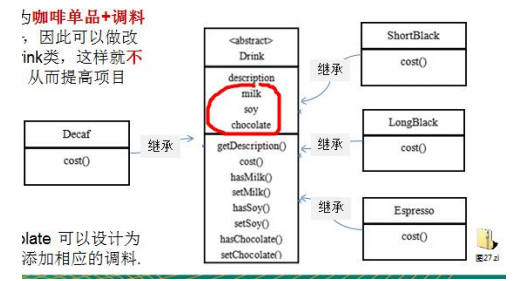 为咖啡单品+调料
，因此可以做改
rink类，这样就不
从而提高项目
<abstract>
Drink
description
milk
soy
chocolate
getDescription()
cost()
hasMilk()
setMilk()
hasSoy()
setSoy()
hasChocolate()
setChocolate()
Decaf
cost()
继承
继承
ShortBlack
cost()
继承
LongBlack
cost()
继承
Espresso
cost()
olate 可以设计为
添加相应的调料.
图27 zi